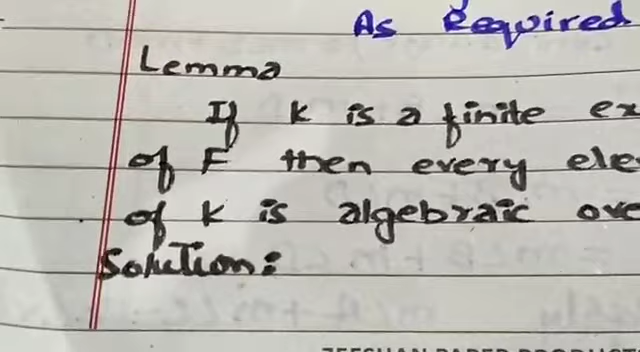 As Required
Lemma
If K is a finite ex
of F then every ele
of K is algebraic ove
Solution: